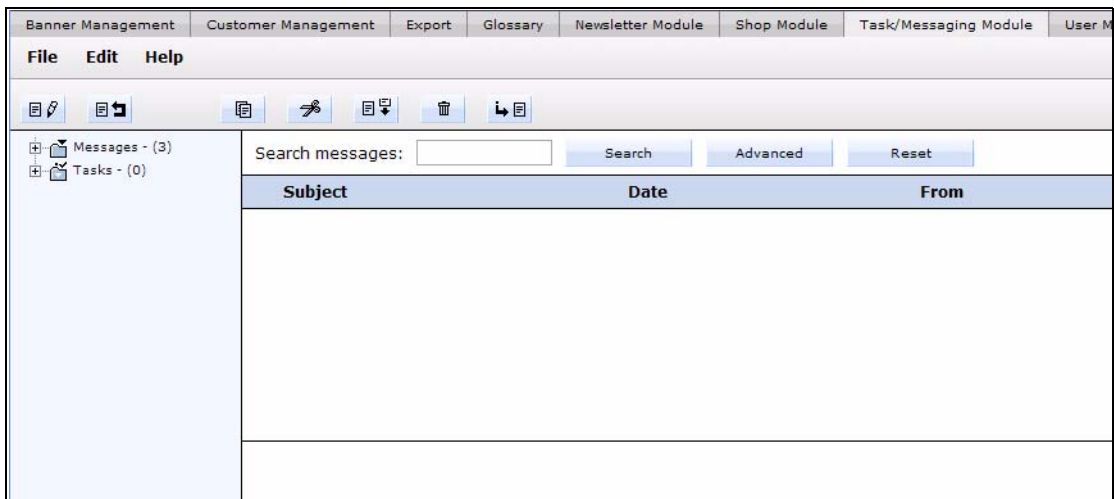 Banner Management Customer Management Export Glossary Newsletter Module Shop Module Task/Messaging Module User M
File Edit Help
Messages - (3)
Tasks - (0)
Search messages: Search Advanced Reset
Subject Date From